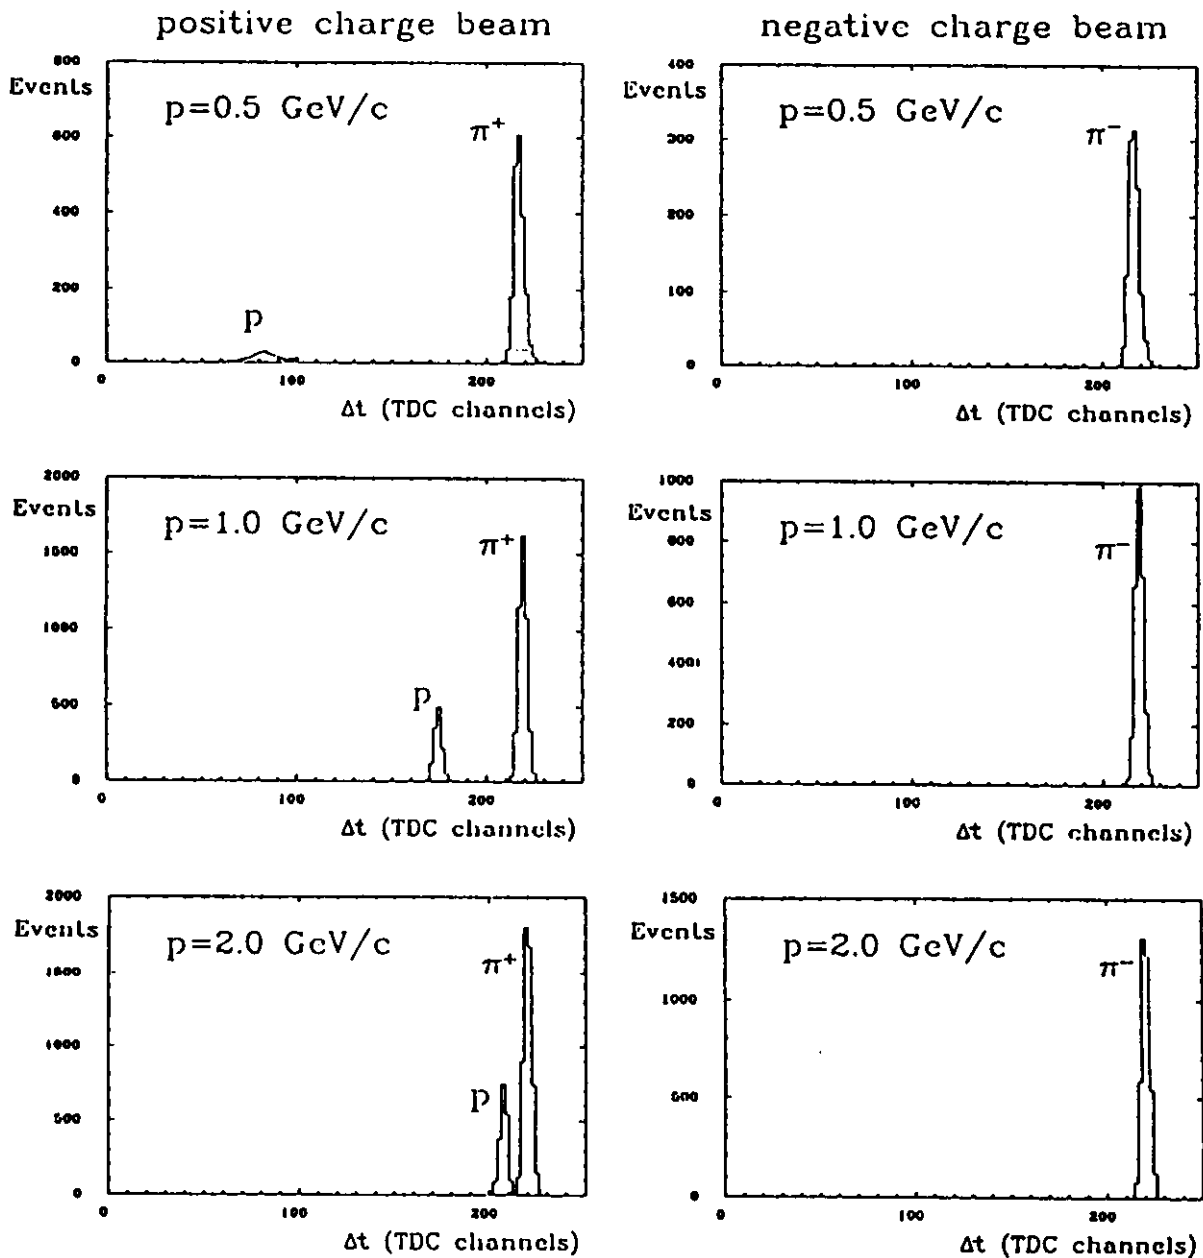 positive charge beam
negative charge beam
800
Events
p=0.5 GeV/c
π⁺
600
400
200
p
0
0
100
200
Δt (TDC channels)
400
Events
p=0.5 GeV/c
π⁻
300
200
100
0
0
100
200
Δt (TDC channels)
2000
Events
p=1.0 GeV/c
π⁺
1500
1000
500
p
0
0
100
200
Δt (TDC channels)
1000
Events
p=1.0 GeV/c
π⁻
800
600
400
200
0
0
100
200
Δt (TDC channels)
2000
Events
p=2.0 GeV/c
π⁺
1500
1000
p
500
0
0
100
200
Δt (TDC channels)
1500
Events
p=2.0 GeV/c
π⁻
1000
500
0
0
100
200
Δt (TDC channels)